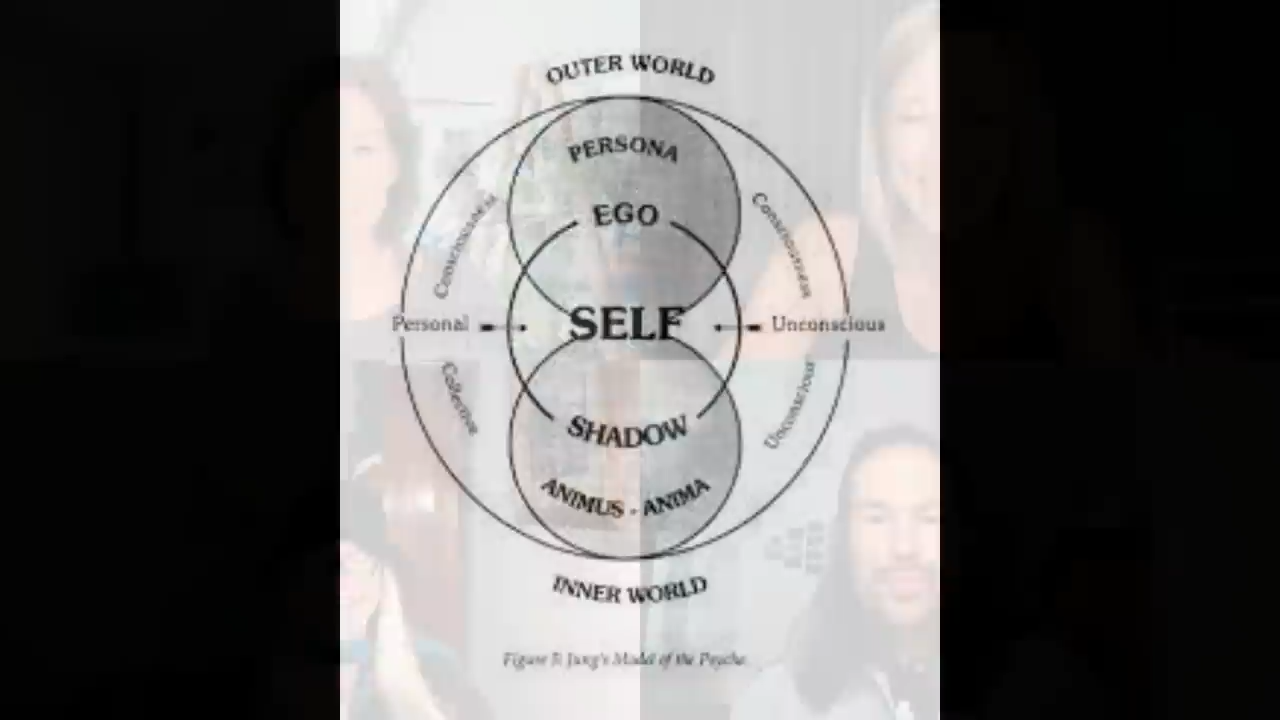 OUTER WORLD
PERSONA
EGO
Consciousness
Consciousness
SELF
Personal
Unconscious
Collective
Unconscious
SHADOW
ANIMUS - ANIMA
INNER WORLD
Figure 5: Jung's Model of the Psyche.